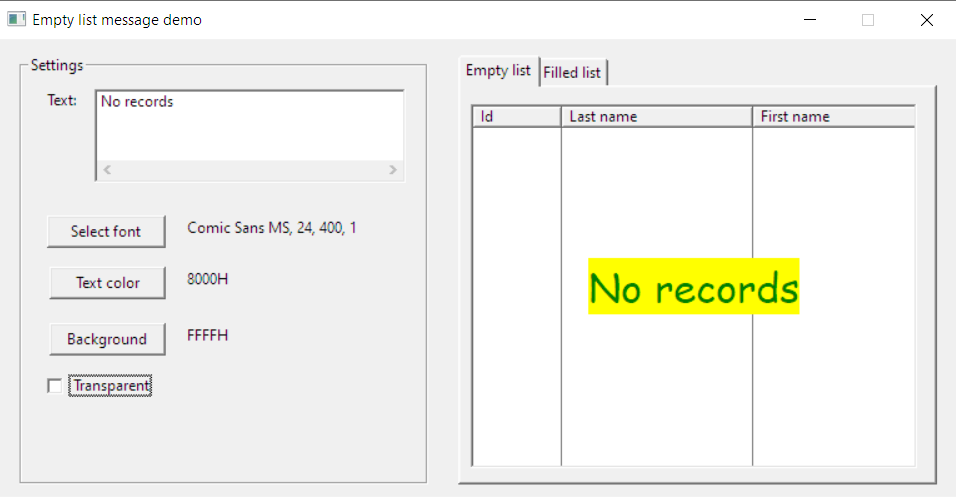 Empty list message demo
Settings
Text:
No records
Select font
Comic Sans MS, 24, 400, 1
Text color
8000H
Background
FFFFH
Transparent
Empty list
Filled list
Id
Last name
First name
No records